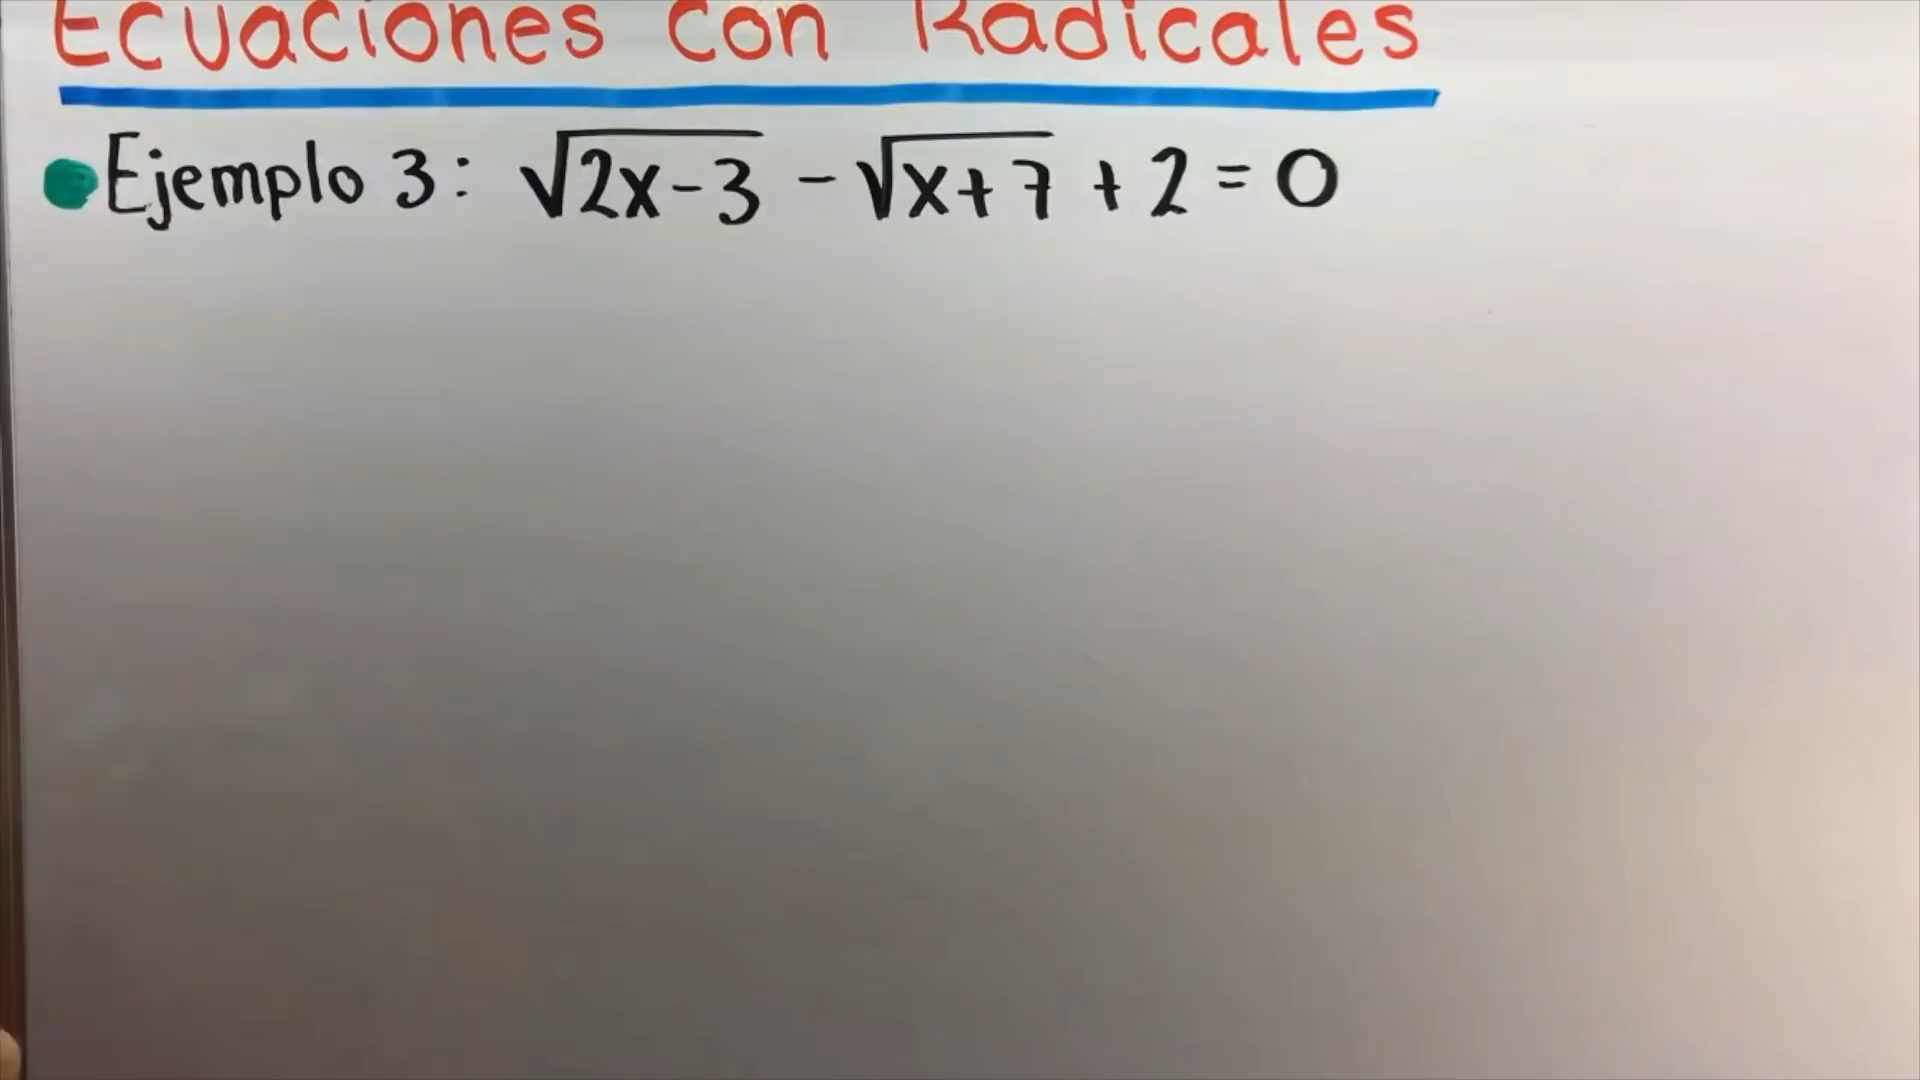 Ecuaciones con Radicales
Ejemplo 3: √2x-3 - √x+7 + 2 = 0